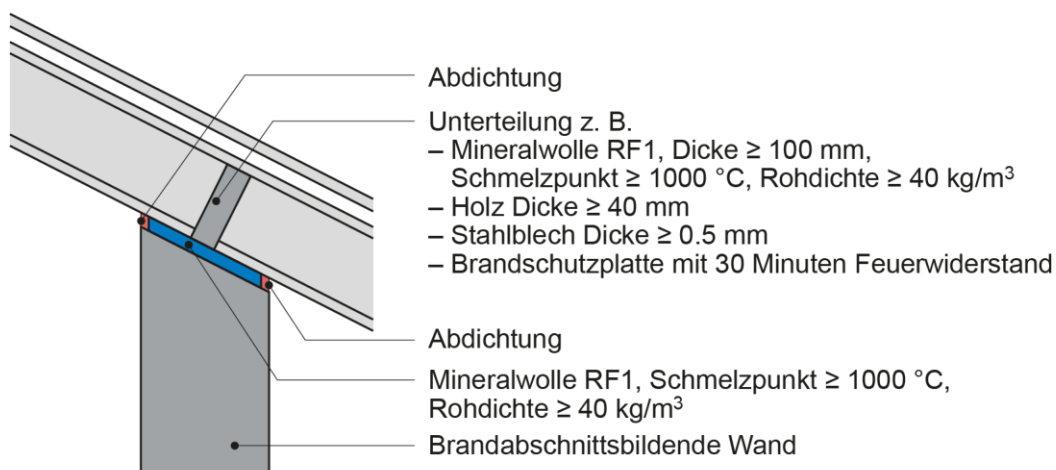 Abdichtung
Unterteilung z. B.
– Mineralwolle RF1, Dicke ≥ 100 mm,
Schmelzpunkt ≥ 1000 °C, Rohdichte ≥ 40 kg/m³
– Holz Dicke ≥ 40 mm
– Stahlblech Dicke ≥ 0.5 mm
– Brandschutzplatte mit 30 Minuten Feuerwiderstand
Abdichtung
Mineralwolle RF1, Schmelzpunkt ≥ 1000 °C,
Rohdichte ≥ 40 kg/m³
Brandabschnittsbildende Wand